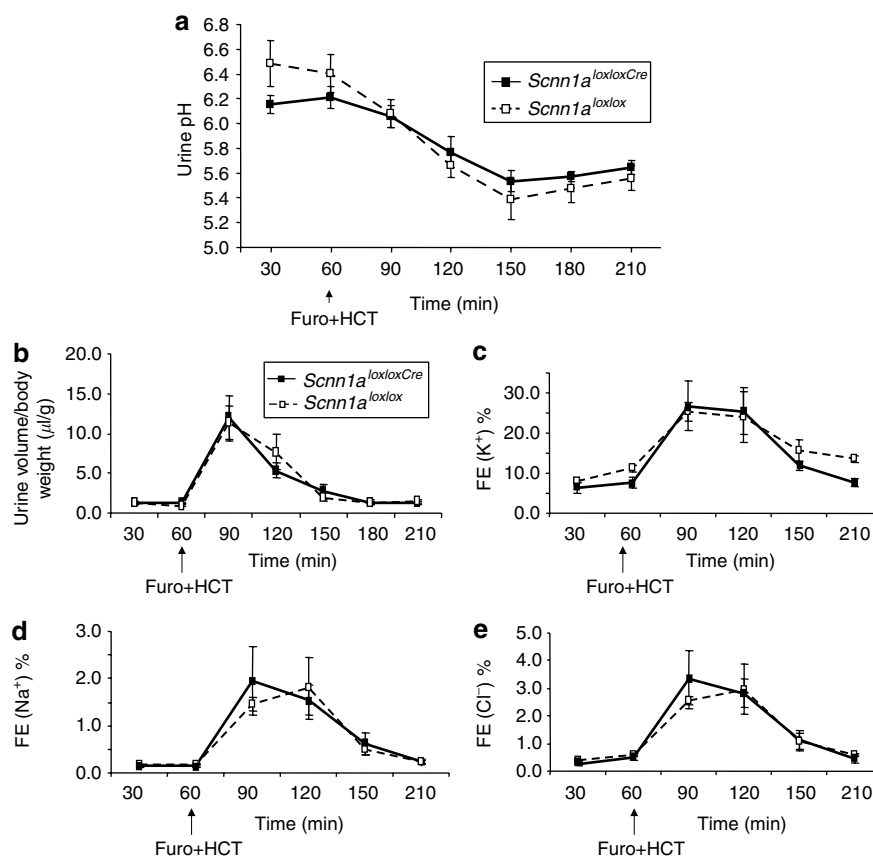 a
Urine pH
6.8
6.6
6.4
6.2
6.0
5.8
5.6
5.4
5.2
5.0
Scnn1a loxloxCre
Scnn1a loxlox
30 60 90 120 150 180 210
Time (min)
Furo+HCT
b
Urine volume/body
weight (μl/g)
20.0
15.0
10.0
5.0
0.0
Scnn1a loxloxCre
Scnn1a loxlox
30 60 90 120 150 180 210
Time (min)
Furo+HCT
c
FE (K+) %
30.0
20.0
10.0
0.0
30 60 90 120 150 210
Time (min)
Furo+HCT
d
FE (Na+) %
3.0
2.0
1.0
0.0
30 60 90 120 150 210
Time (min)
Furo+HCT
e
FE (Cl−) %
5.0
4.0
3.0
2.0
1.0
0.0
30 60 90 120 150 210
Time (min)
Furo+HCT